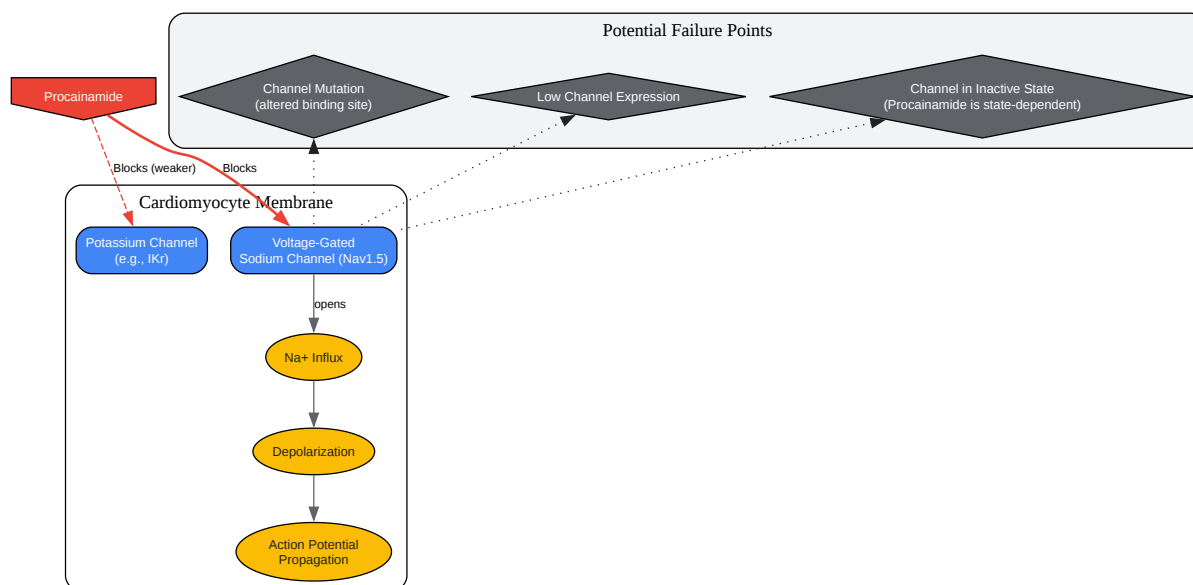 Potential Failure Points
Procainamide
Channel Mutation
(altered binding site)
Low Channel Expression
Channel in Inactive State
(Procainamide is state-dependent)
Blocks (weaker)
Blocks
Cardiomyocyte Membrane
Potassium Channel
(e.g., IKr)
Voltage-Gated
Sodium Channel (Nav1.5)
opens
Na+ Influx
Depolarization
Action Potential
Propagation